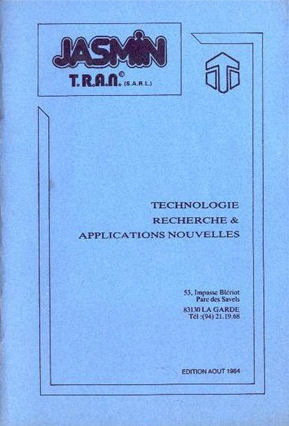 JASMIN
T.R.A.N.© (S.A.R.L.)
TECHNOLOGIE
RECHERCHE &
APPLICATIONS NOUVELLES
53, Impasse Blériot
Parc des Savels
83130 LA GARDE
Tél :(94) 21.19.68
EDITION AOUT 1984